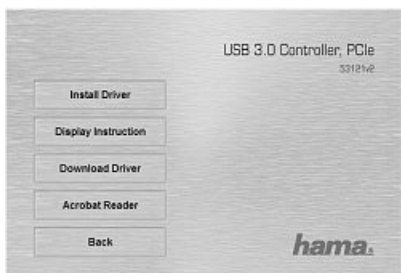 USB 3.0 Controller, PCIe
53121v2
Install Driver
Display Instruction
Download Driver
Acrobat Reader
Back
hama.